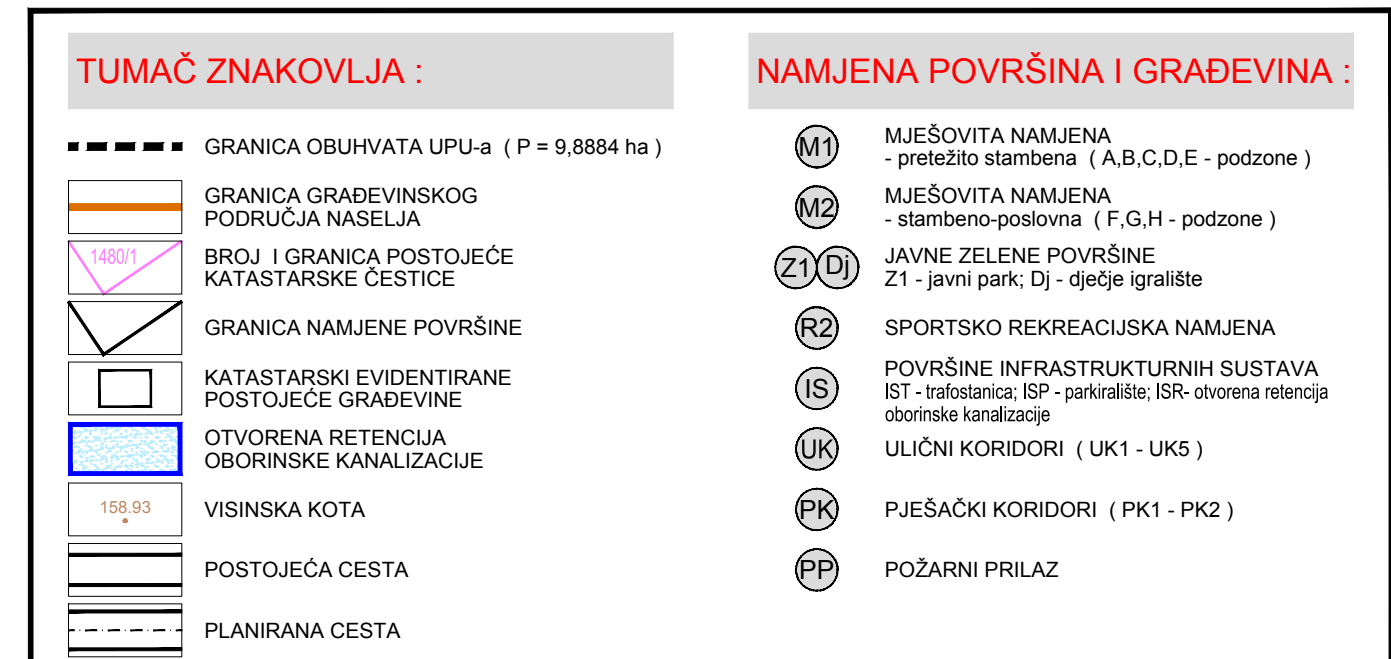 TUMAČ ZNAKOVLJA :
GRANICA OBUHVATA UPU-a ( P = 9,8884 ha )
GRANICA GRAĐEVINSKOG
PODRUČJA NASELJA
1480/1
BROJ I GRANICA POSTOJEĆE
KATASTARSKE ČESTICE
GRANICA NAMJENE POVRŠINE
KATASTARSKI EVIDENTIRANE
POSTOJEĆE GRAĐEVINE
OTVORENA RETENCIJA
OBORINSKE KANALIZACIJE
158.93
VISINSKA KOTA
POSTOJEĆA CESTA
PLANIRANA CESTA
NAMJENA POVRŠINA I GRAĐEVINA :
M1
MJEŠOVITA NAMJENA
- pretežito stambena ( A,B,C,D,E - podzone )
M2
MJEŠOVITA NAMJENA
- stambeno-poslovna ( F,G,H - podzone )
Z1 Dj
JAVNE ZELENE POVRŠINE
Z1 - javni park; Dj - dječje igralište
R2
SPORTSKO REKREACIJSKA NAMJENA
IS
POVRŠINE INFRASTRUKTURNIH SUSTAVA
IST - trafostanica; ISP - parkiralište; ISR- otvorena retencija
oborinske kanalizacije
UK
ULIČNI KORIDORI ( UK1 - UK5 )
PK
PJEŠAČKI KORIDORI ( PK1 - PK2 )
PP
POŽARNI PRILAZ